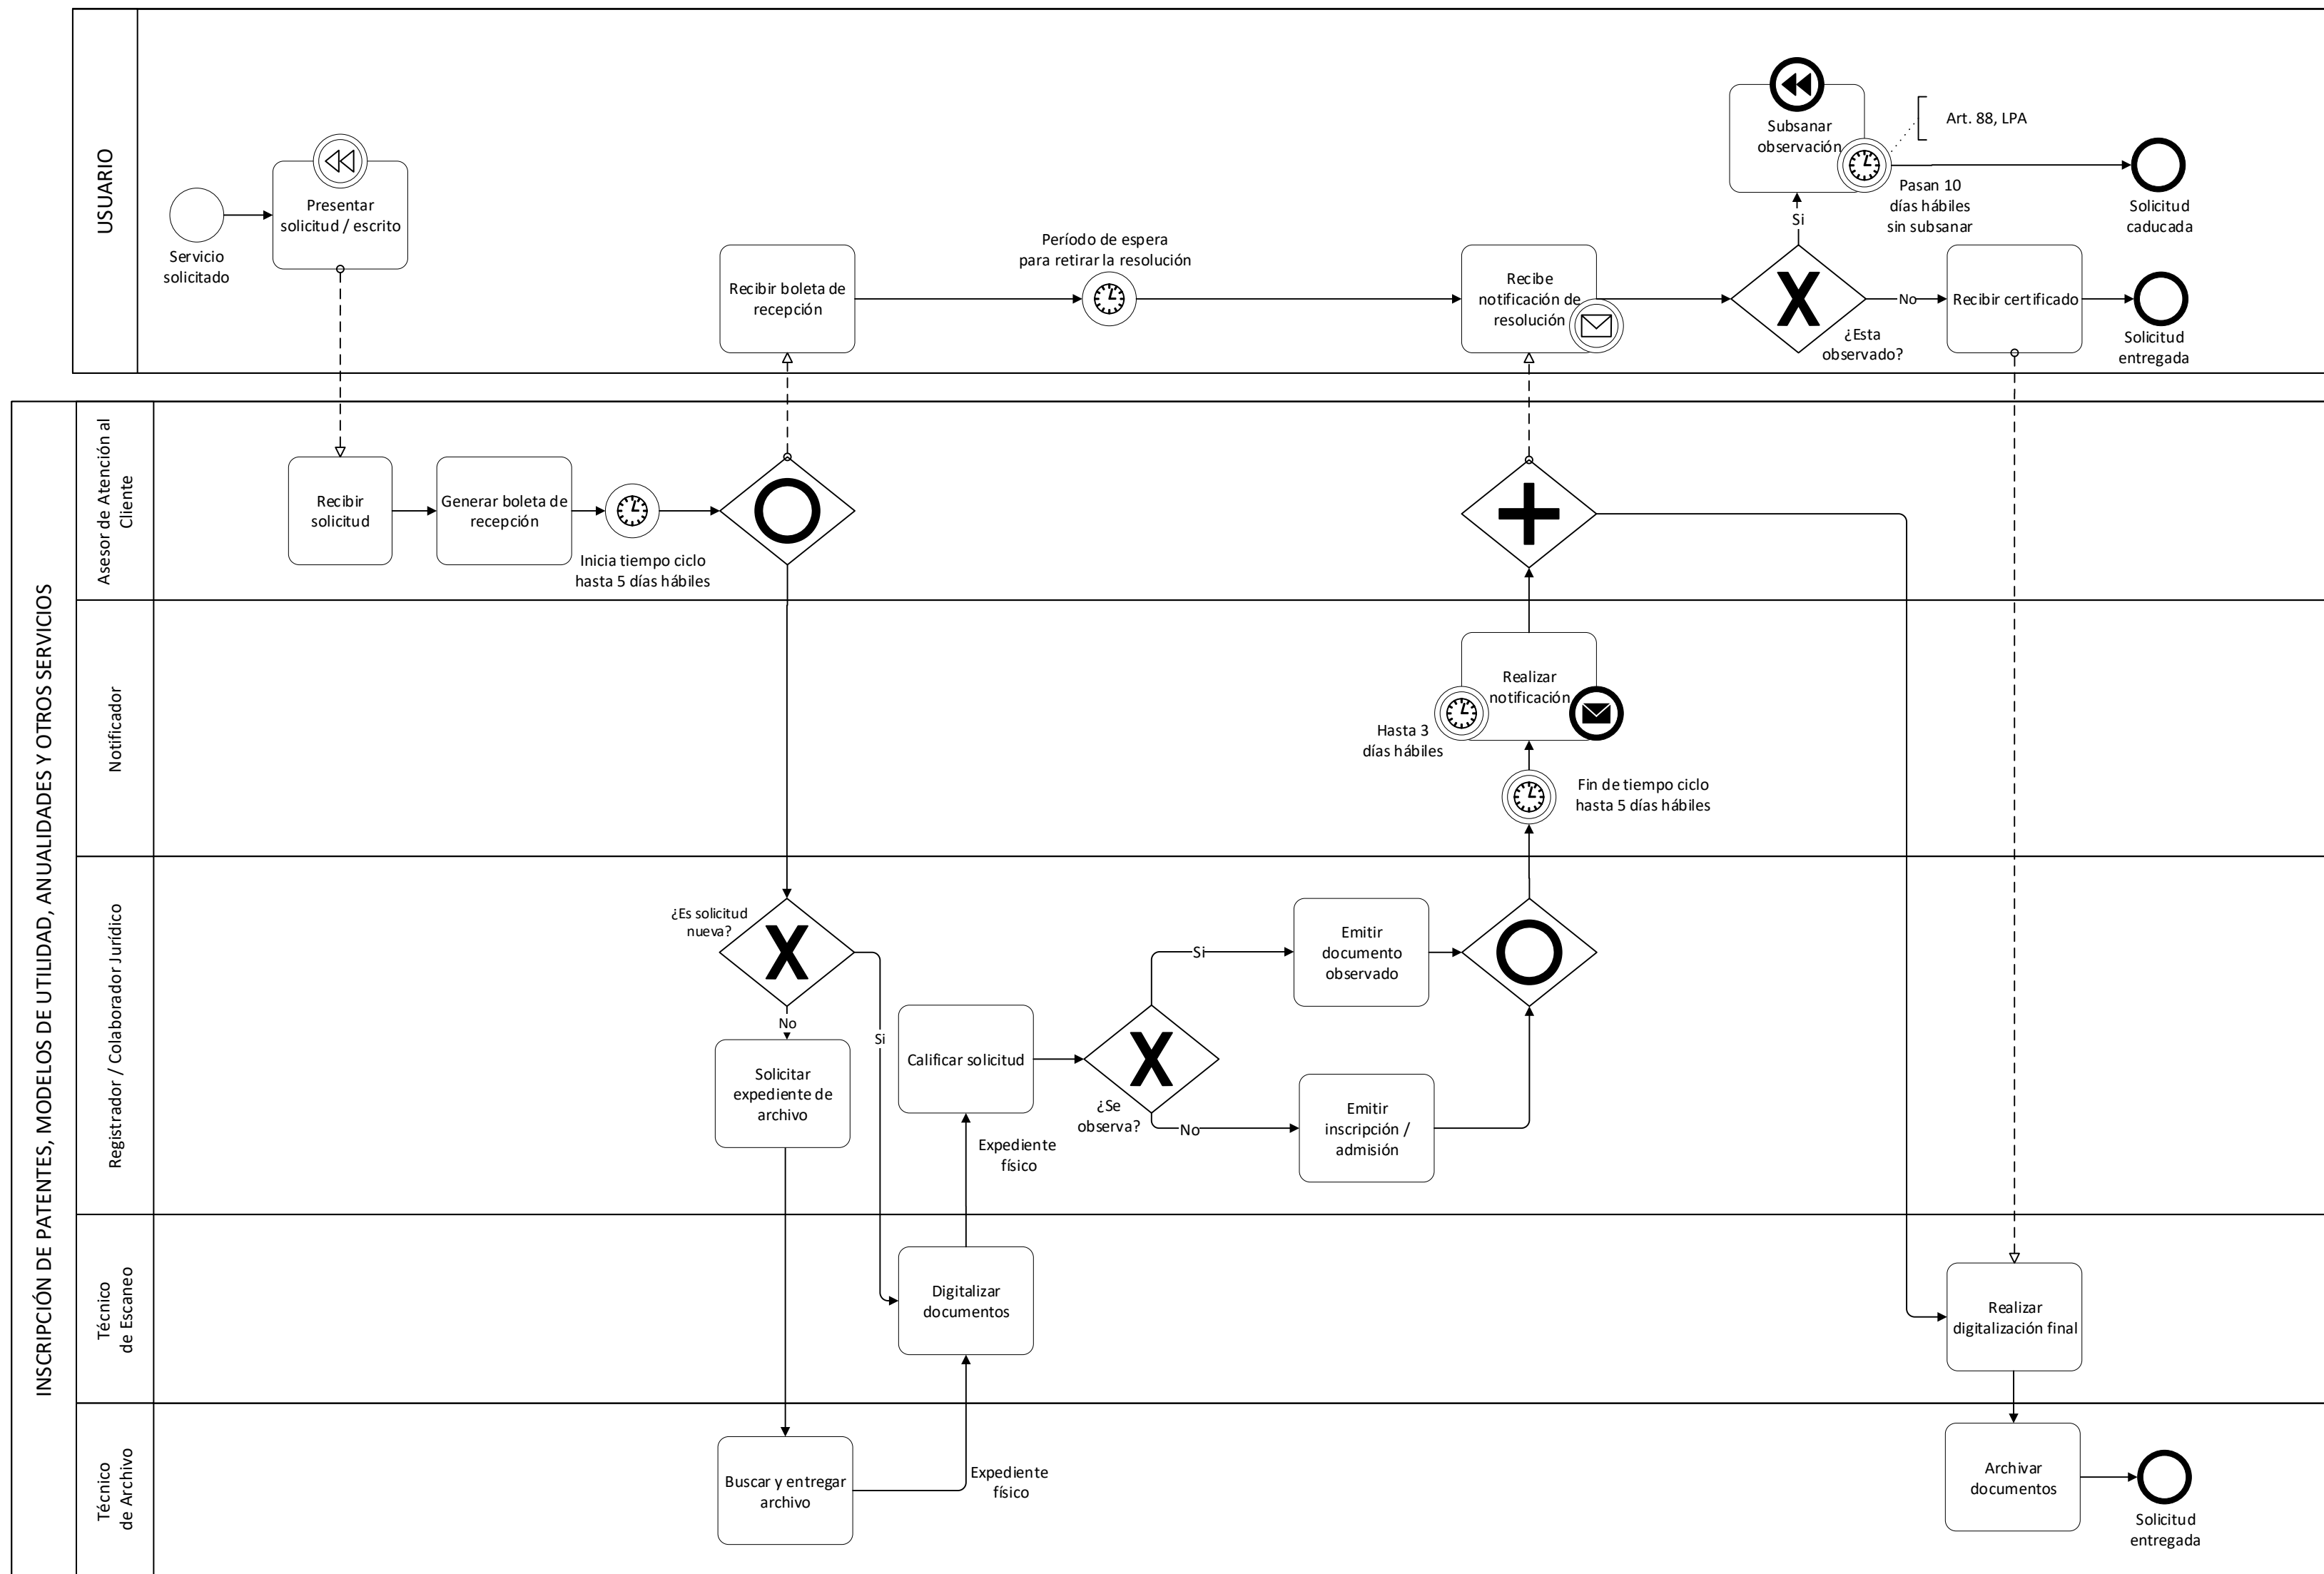 USUARIO
Servicio
solicitado
Presentar
solicitud / escrito
Recibir boleta de
recepción
Período de espera
para retirar la resolución
Recibe
notificación de
resolución
Subsanar
observación
Art. 88, LPA
Pasan 10
días hábiles
sin subsanar
Solicitud
caducada
Si
¿Esta
observado?
No
Recibir certificado
Solicitud
entregada
INSCRIPCIÓN DE PATENTES, MODELOS DE UTILIDAD, ANUALIDADES Y OTROS SERVICIOS
Asesor de Atención al
Cliente
Recibir
solicitud
Generar boleta de
recepción
Inicia tiempo ciclo
hasta 5 días hábiles
Notificador
Realizar
notificación
Hasta 3
días hábiles
Fin de tiempo ciclo
hasta 5 días hábiles
Registrador / Colaborador Jurídico
¿Es solicitud
nueva?
No
Si
Solicitar
expediente de
archivo
Calificar solicitud
Expediente
físico
¿Se
observa?
Si
No
Emitir
documento
observado
Emitir
inscripción /
admisión
Técnico
de Escaneo
Digitalizar
documentos
Realizar
digitalización final
Técnico
de Archivo
Buscar y entregar
archivo
Expediente
físico
Archivar
documentos
Solicitud
entregada